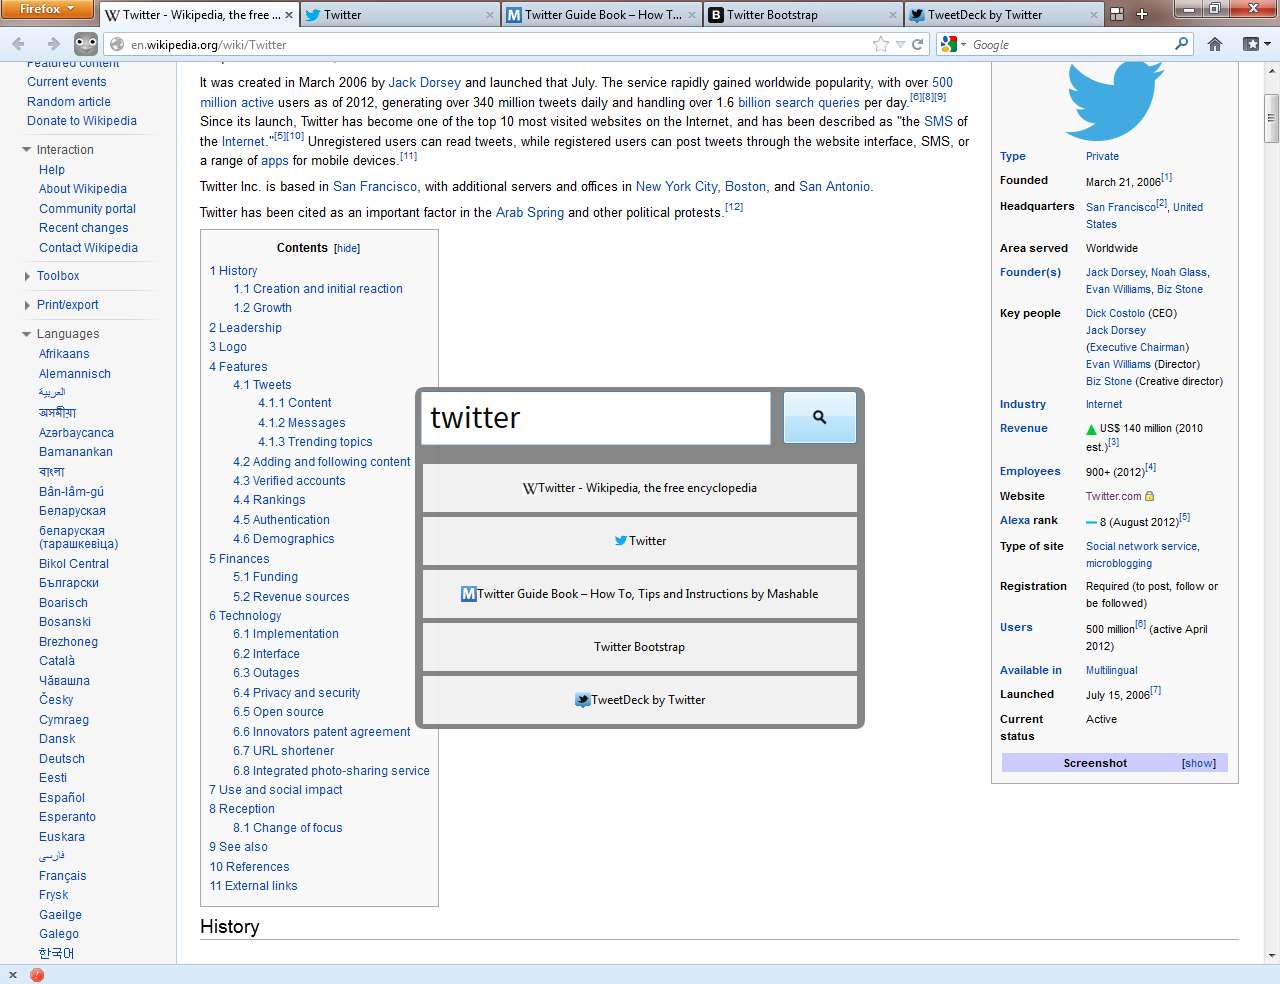 Firefox
Twitter - Wikipedia, the free ...
Twitter
Twitter Guide Book – How T...
Twitter Bootstrap
TweetDeck by Twitter
en.wikipedia.org/wiki/Twitter
Google
Featured content
Current events
Random article
Donate to Wikipedia
Interaction
Help
About Wikipedia
Community portal
Recent changes
Contact Wikipedia
Toolbox
Print/export
Languages
Afrikaans
Alemannisch
العربية
অসমীয়া
Azərbaycanca
Bamanankan
বাংলা
Bân-lâm-gú
Беларуская
беларуская
(тарашкевіца)
Bikol Central
Български
Boarisch
Bosanski
Brezhoneg
Català
Чӑвашла
Česky
Cymraeg
Dansk
Deutsch
Eesti
Español
Esperanto
Euskara
فارسی
Français
Frysk
Gaeilge
Galego
한국어
It was created in March 2006 by Jack Dorsey and launched that July. The service rapidly gained worldwide popularity, with over 500
million active users as of 2012, generating over 340 million tweets daily and handling over 1.6 billion search queries per day.[6][8][9]
Since its launch, Twitter has become one of the top 10 most visited websites on the Internet, and has been described as "the SMS of
the Internet."[5][10] Unregistered users can read tweets, while registered users can post tweets through the website interface, SMS, or
a range of apps for mobile devices.[11]
Twitter Inc. is based in San Francisco, with additional servers and offices in New York City, Boston, and San Antonio.
Twitter has been cited as an important factor in the Arab Spring and other political protests.[12]
Contents [hide]
1 History
1.1 Creation and initial reaction
1.2 Growth
2 Leadership
3 Logo
4 Features
4.1 Tweets
4.1.1 Content
4.1.2 Messages
4.1.3 Trending topics
4.2 Adding and following content
4.3 Verified accounts
4.4 Rankings
4.5 Authentication
4.6 Demographics
5 Finances
5.1 Funding
5.2 Revenue sources
6 Technology
6.1 Implementation
6.2 Interface
6.3 Outages
6.4 Privacy and security
6.5 Open source
6.6 Innovators patent agreement
6.7 URL shortener
6.8 Integrated photo-sharing service
7 Use and social impact
8 Reception
8.1 Change of focus
9 See also
10 References
11 External links
History
twitter
Twitter - Wikipedia, the free encyclopedia
Twitter
Twitter Guide Book – How To, Tips and Instructions by Mashable
Twitter Bootstrap
TweetDeck by Twitter
Type Private
Founded March 21, 2006[1]
Headquarters San Francisco[2], United
States
Area served Worldwide
Founder(s) Jack Dorsey, Noah Glass,
Evan Williams, Biz Stone
Key people Dick Costolo (CEO)
Jack Dorsey
(Executive Chairman)
Evan Williams (Director)
Biz Stone (Creative director)
Industry Internet
Revenue US$ 140 million (2010
est.)[3]
Employees 900+ (2012)[4]
Website Twitter.com
Alexa rank 8 (August 2012)[5]
Type of site Social network service,
microblogging
Registration Required (to post, follow or
be followed)
Users 500 million[6] (active April
2012)
Available in Multilingual
Launched July 15, 2006[7]
Current Active
status
Screenshot [show]